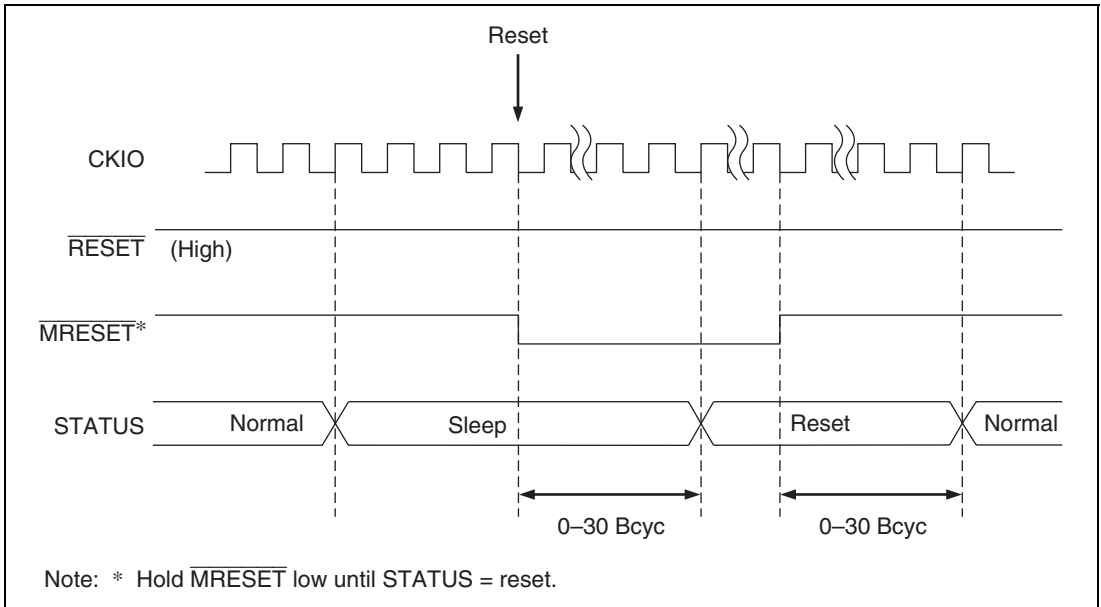 Reset
CKIO
RESET (High)
MRESET*
STATUS Normal Sleep Reset Normal
0–30 Bcyc 0–30 Bcyc
Note: * Hold MRESET low until STATUS = reset.